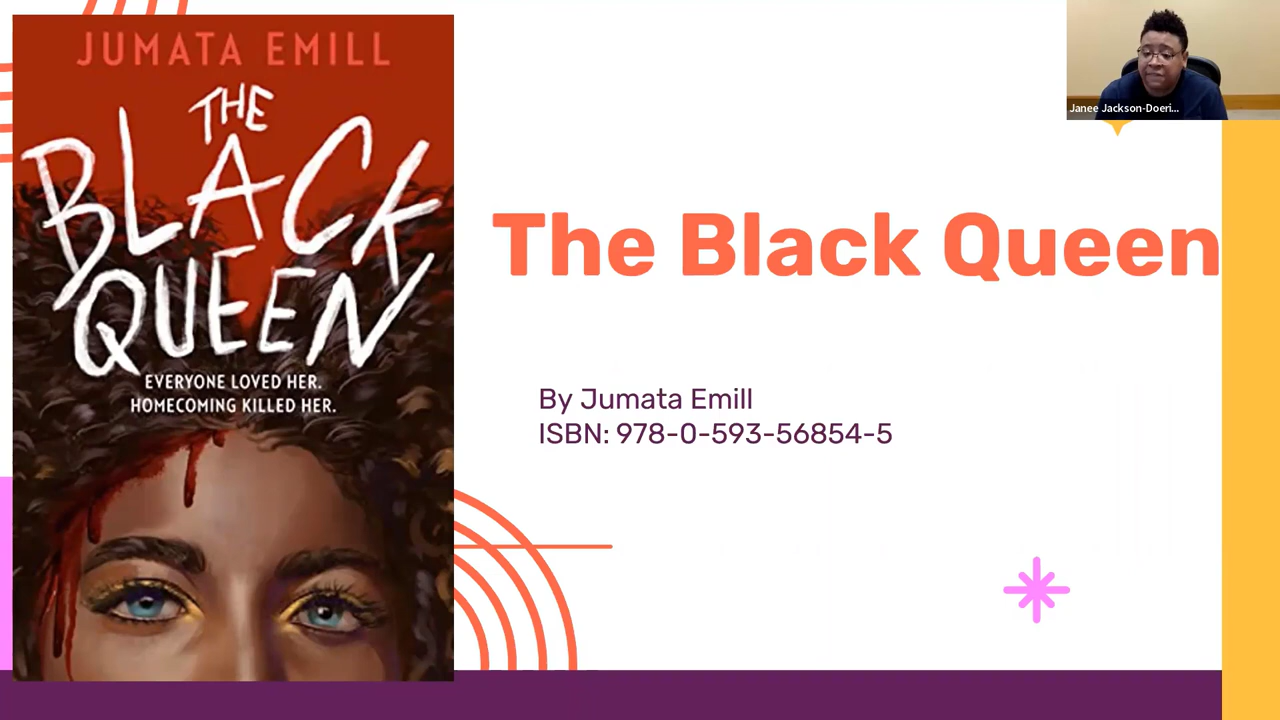 JUMATA EMILL
THE
BLACK
QUEEN
EVERYONE LOVED HER.
HOMECOMING KILLED HER.
The Black Queen
By Jumata Emill
ISBN: 978-0-593-56854-5
Janee Jackson-Doeri...